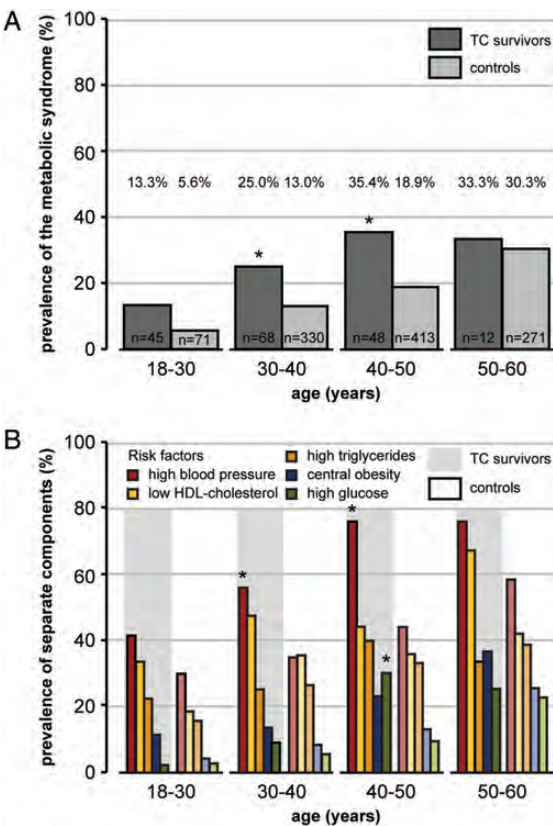 A
prevalence of the metabolic syndrome (%)
100
80
60
40
20
0
TC survivors
controls
13.3% 5.6% 25.0% 13.0% 35.4% 18.9% 33.3% 30.3%
* *
n=45 n=71 n=68 n=330 n=48 n=413 n=12 n=271
18-30 30-40 40-50 50-60
age (years)
B
prevalence of separate components (%)
100
80
60
40
20
0
Risk factors
high blood pressure
low HDL-cholesterol
high triglycerides
central obesity
high glucose
TC survivors
controls
* * *
18-30 30-40 40-50 50-60
age (years)